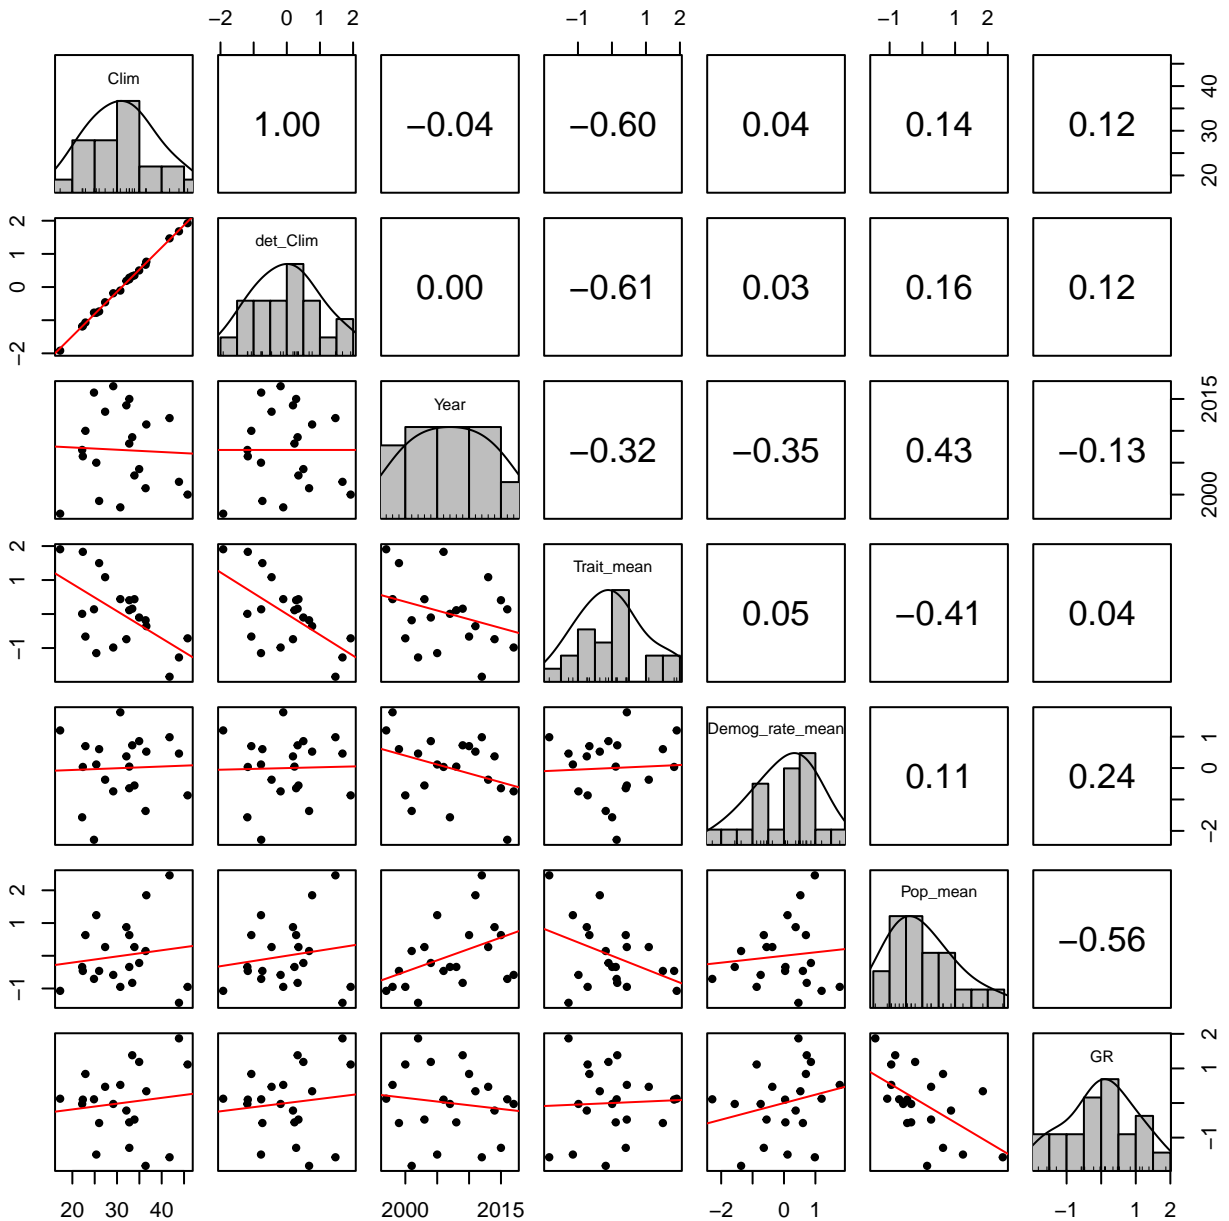 −2 0 1 2 −1 1 2 −1 1 2
Clim
1.00 −0.04 −0.60 0.04 0.14 0.12
20 30 40
−2 0 1 2
det_Clim
0.00 −0.61 0.03 0.16 0.12
Year
−0.32 −0.35 0.43 −0.13
2000 2015
−1 1 2
Trait_mean
0.05 −0.41 0.04
Demog_rate_mean
0.11 0.24
−2 0 1
−1 1 2
Pop_mean
−0.56
GR
−1 1 2
20 30 40 2000 2015 −2 0 1 −1 1 2